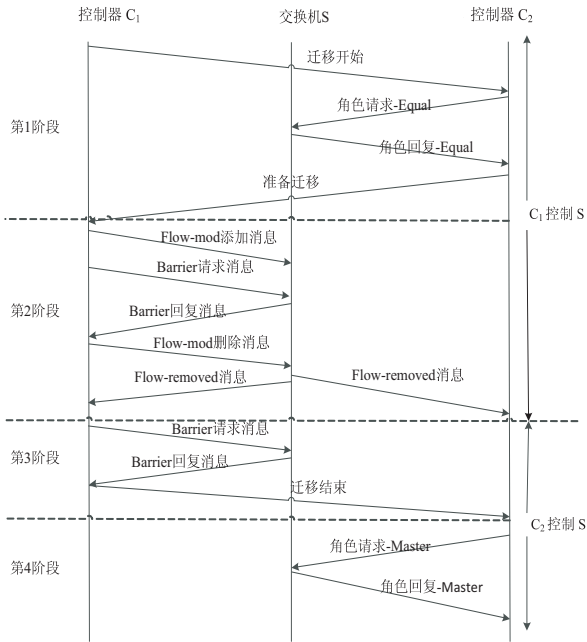 控制器 C1
交换机S
控制器 C2
迁移开始
角色请求-Equal
第1阶段
角色回复-Equal
准备迁移
C1控制 S
Flow-mod添加消息
Barrier请求消息
第2阶段
Barrier回复消息
Flow-mod删除消息
Flow-removed消息
Flow-removed消息
Barrier请求消息
第3阶段
Barrier回复消息
迁移结束
C2控制 S
角色请求-Master
第4阶段
角色回复-Master